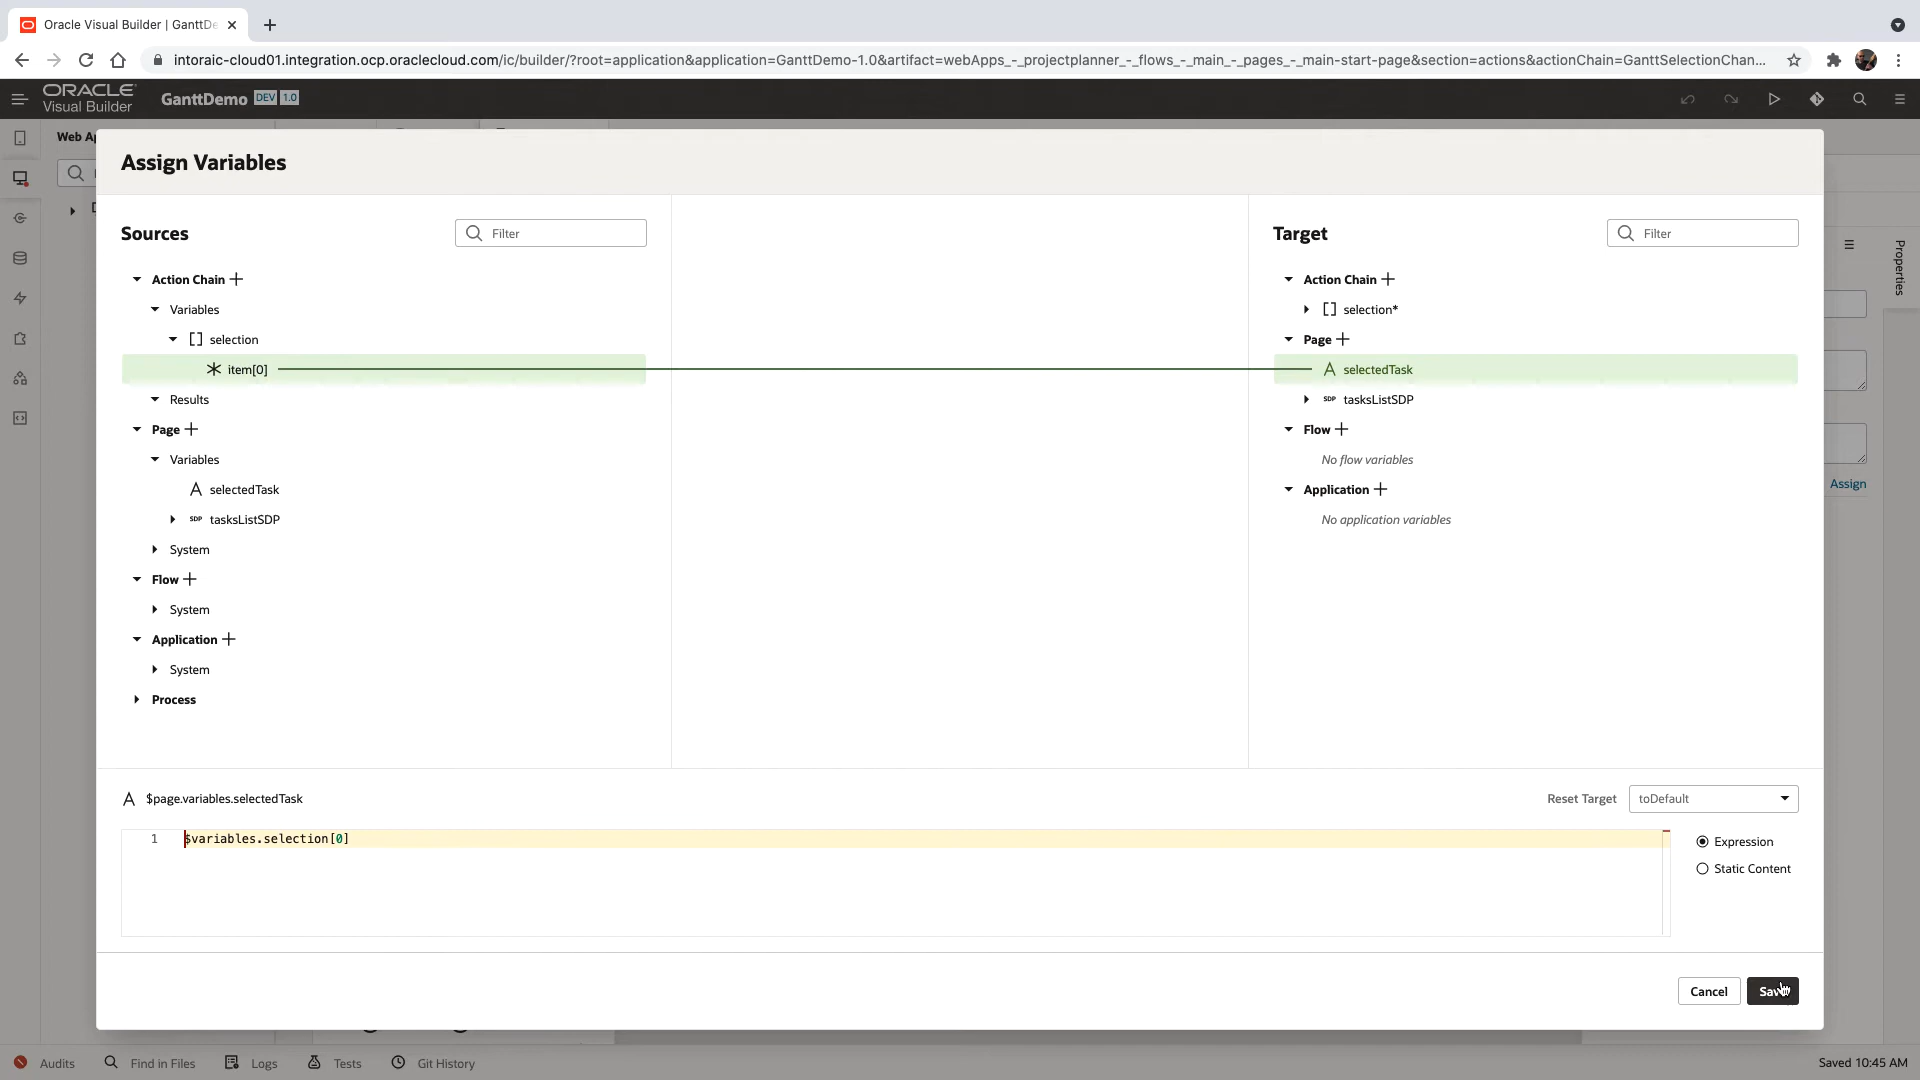 Oracle Visual Builder | GanttDe
intoraic-cloud01.integration.ocp.oraclecloud.com/ic/builder/?root=application&application=GanttDemo-1.0&artifact=webApps_-_projectplanner_-_flows_-_main_-_pages_-_main-start-page&section=actions&actionChain=GanttSelectionChan...
ORACLE
Visual Builder
GanttDemo DEV 1.0
Web Ap
Assign Variables
Sources
Filter
Action Chain
Variables
selection
item[0]
Results
Page
Variables
selectedTask
SDP tasksListSDP
System
Flow
System
Application
System
Process
Target
Filter
Action Chain
selection*
Page
selectedTask
SDP tasksListSDP
Flow
No flow variables
Application
No application variables
Properties
Assign
$page.variables.selectedTask
Reset Target toDefault
1 $variables.selection[0]
Expression
Static Content
Cancel
Audits Find in Files Logs Tests Git History Saved 10:45 AM